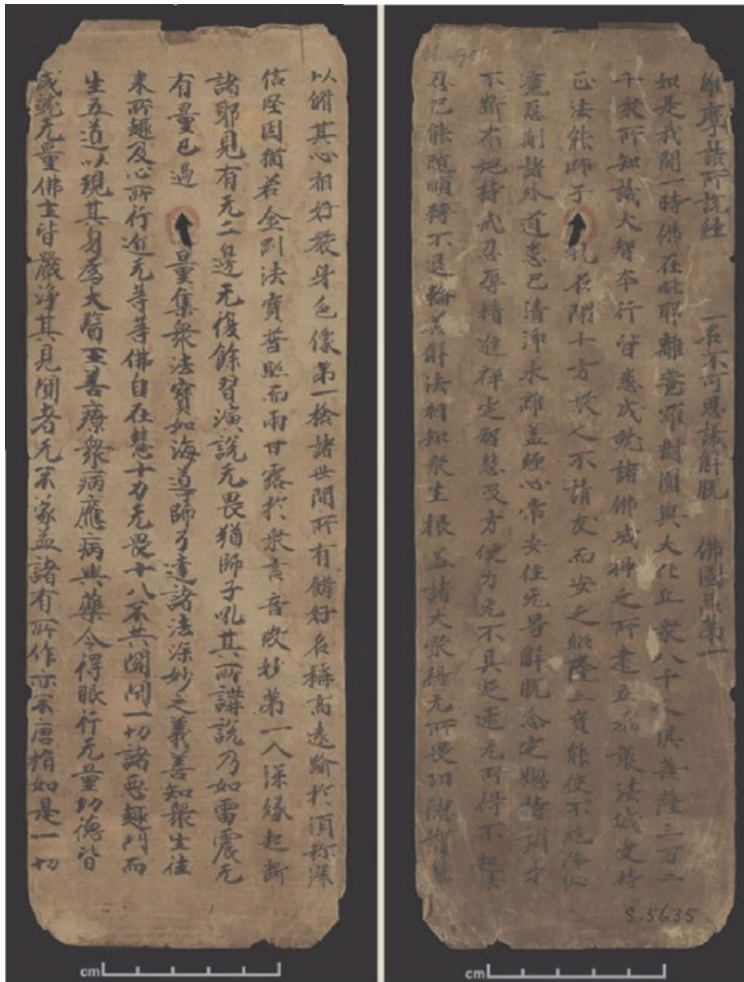 維摩詰所說經 一名不可思議解脫 佛國品第一
如是我聞一時佛在毗耶離菴羅樹園與大比丘衆八千人俱菩薩三万二
千衆所知識大智本行皆悉成就諸佛威神之所建立為護法城受持
正法能師子吼名聞十方衆人不請友而安之紹隆三寶能使不絕降伏
魔怨制諸外道悉已清淨永離蓋纏心常安住无㝵解脫念定惣持辯才
不斷布施持戒忍辱精進禪定智慧及方便力无不具足逮无所得不起法
忍已能隨順轉不退輪善解法相知衆生根蓋諸大衆得无所畏功德智慧
S.5635
cm
以脩其心相好嚴身色像第一捨諸世間所有餝好名稱高遠踰於須弥深
信堅固猶若金剛法寶普照而雨甘露於衆言音微妙第一入深緣起斷
諸耶見有无二邊无復餘習演說无畏猶師子吼其所講說乃如雷震无
有量已過量集衆法寶如海導師了達諸法深妙之義善知衆生往
來所趣及心所行近无等等佛自在慧十力无畏十八不共開閇一切諸惡趣門而
生五道以現其身為大醫王善療衆病應病與藥令得眼行无量功德皆
成就无量佛土皆嚴淨其見聞者无不蒙益諸有所作亦不唐捐如是一切
cm